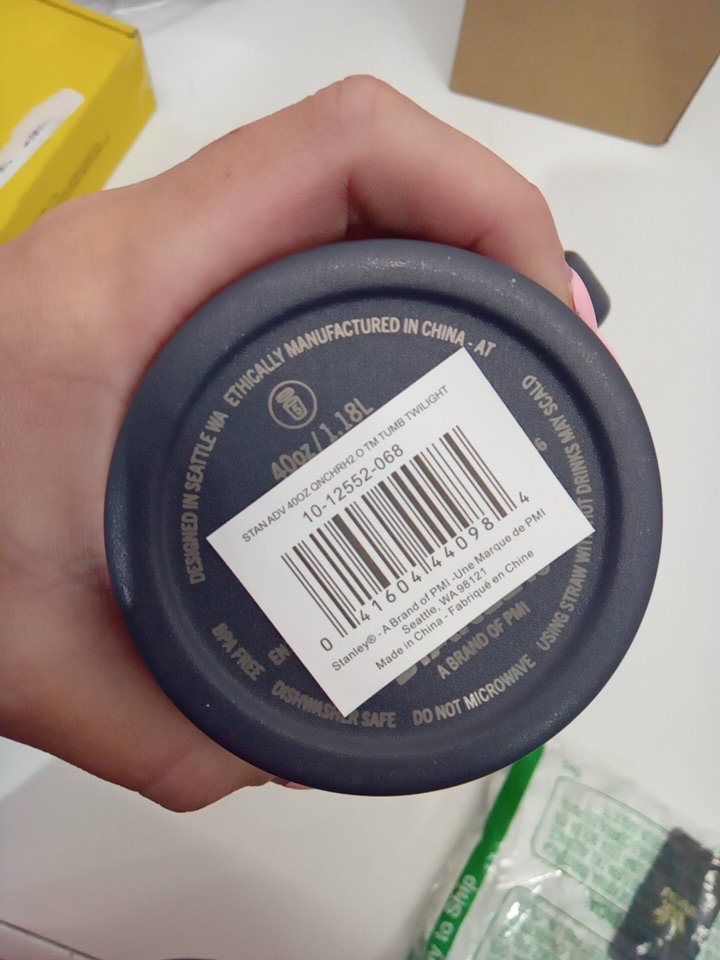 DESIGNED IN SEATTLE WA ETHICALLY MANUFACTURED IN CHINA - AT
40oz/1.18L
STAN ADV 40OZ QNCHRH2.O TM TUMB TWILIGHT
10-12552-068
0 41604 44098 4
Stanley® - A Brand of PMI -Une Marque de PMI
Seattle, WA 98121
Made in China - Fabriqué en Chine
A BRAND OF PMI
BPA FREE DISHWASHER SAFE DO NOT MICROWAVE USING STRAW WITHOUT DRINKS MAY SCALD
y to Ship